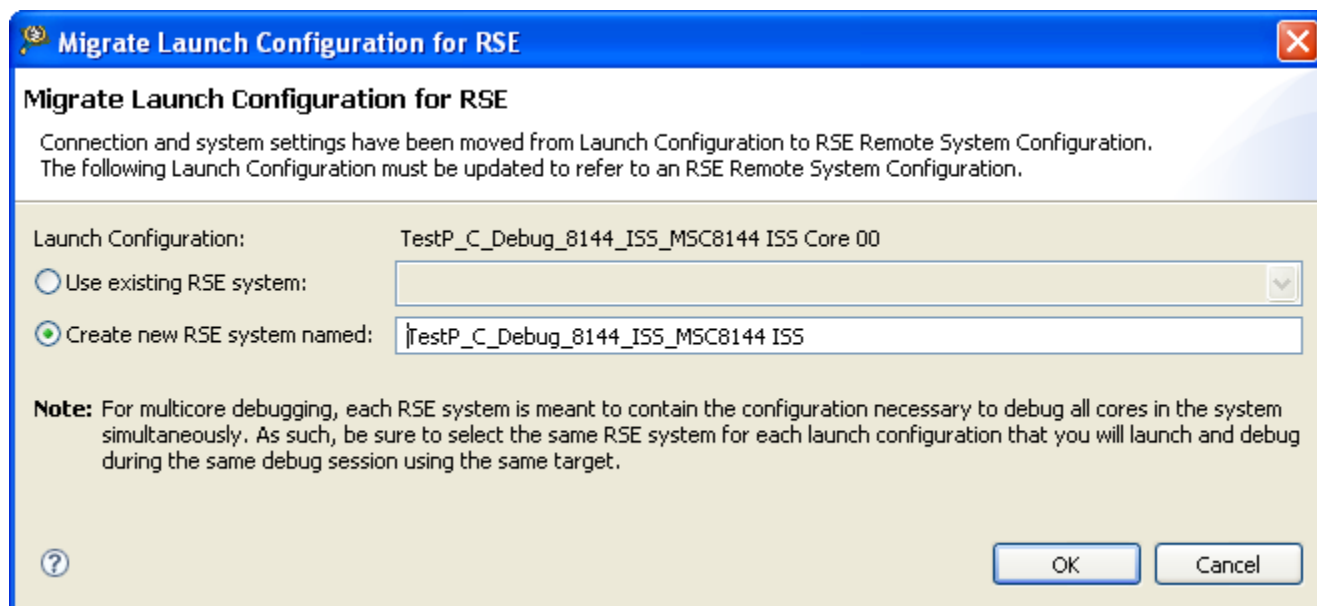 Migrate Launch Configuration for RSE
Migrate Launch Configuration for RSE
Connection and system settings have been moved from Launch Configuration to RSE Remote System Configuration.
The following Launch Configuration must be updated to refer to an RSE Remote System Configuration.
Launch Configuration: TestP_C_Debug_8144_ISS_MSC8144 ISS Core 00
Use existing RSE system:
Create new RSE system named: TestP_C_Debug_8144_ISS_MSC8144 ISS
Note: For multicore debugging, each RSE system is meant to contain the configuration necessary to debug all cores in the system
simultaneously. As such, be sure to select the same RSE system for each launch configuration that you will launch and debug
during the same debug session using the same target.
? OK Cancel